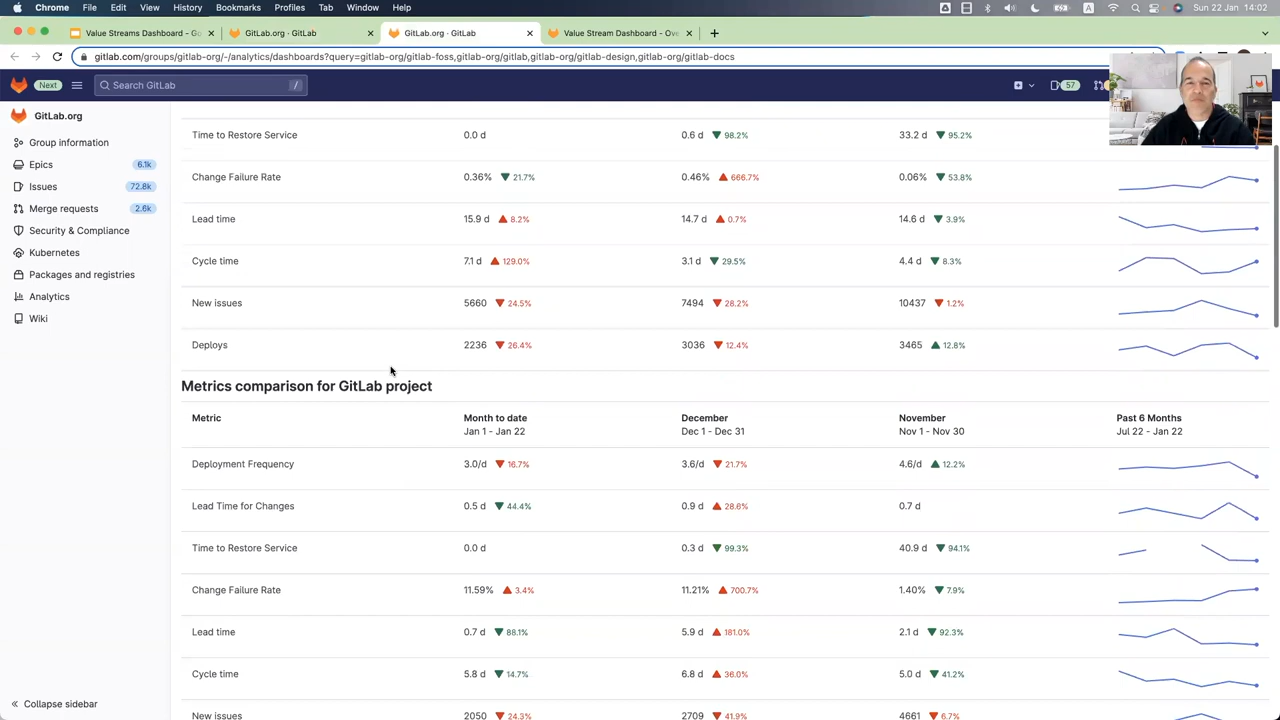 Chrome File Edit View History Bookmarks Profiles Tab Window Help Sun 22 Jan 14:02
Value Streams Dashboard - Go GitLab.org · GitLab GitLab.org · GitLab Value Stream Dashboard - Ove
gitlab.com/groups/gitlab-org/-/analytics/dashboards?query=gitlab-org/gitlab-foss,gitlab-org/gitlab,gitlab-org/gitlab-design,gitlab-org/gitlab-docs
Next Search GitLab / 57
GitLab.org
Group information
Epics 6.1k
Issues 72.8k
Merge requests 2.6k
Security & Compliance
Kubernetes
Packages and registries
Analytics
Wiki
Collapse sidebar
Time to Restore Service 0.0 d 0.6 d ▼ 98.2% 33.2 d ▼ 95.2%
Change Failure Rate 0.36% ▼ 21.7% 0.46% ▲ 666.7% 0.06% ▼ 53.8%
Lead time 15.9 d ▲ 8.2% 14.7 d ▲ 0.7% 14.6 d ▼ 3.9%
Cycle time 7.1 d ▲ 129.0% 3.1 d ▼ 29.5% 4.4 d ▼ 8.3%
New issues 5660 ▼ 24.5% 7494 ▼ 28.2% 10437 ▼ 1.2%
Deploys 2236 ▼ 26.4% 3036 ▼ 12.4% 3465 ▲ 12.8%
Metrics comparison for GitLab project
Metric Month to date December November Past 6 Months
Jan 1 - Jan 22 Dec 1 - Dec 31 Nov 1 - Nov 30 Jul 22 - Jan 22
Deployment Frequency 3.0/d ▼ 16.7% 3.6/d ▼ 21.7% 4.6/d ▲ 12.2%
Lead Time for Changes 0.5 d ▼ 44.4% 0.9 d ▲ 28.6% 0.7 d
Time to Restore Service 0.0 d 0.3 d ▼ 99.3% 40.9 d ▼ 94.1%
Change Failure Rate 11.59% ▲ 3.4% 11.21% ▲ 700.7% 1.40% ▼ 7.9%
Lead time 0.7 d ▼ 88.1% 5.9 d ▲ 181.0% 2.1 d ▼ 92.3%
Cycle time 5.8 d ▼ 14.7% 6.8 d ▲ 36.0% 5.0 d ▼ 41.2%
New issues 2050 ▼ 24.3% 2709 ▼ 41.9% 4661 ▼ 6.7%